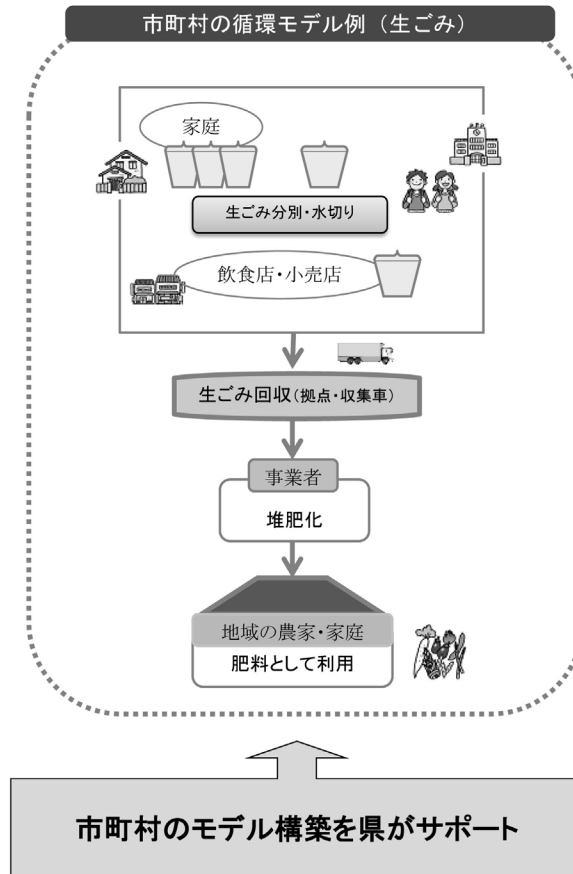 市町村の循環モデル例（生ごみ）
家庭
生ごみ分別・水切り
飲食店・小売店
生ごみ回収（拠点・収集車）
事業者
堆肥化
地域の農家・家庭
肥料として利用
市町村のモデル構築を県がサポート